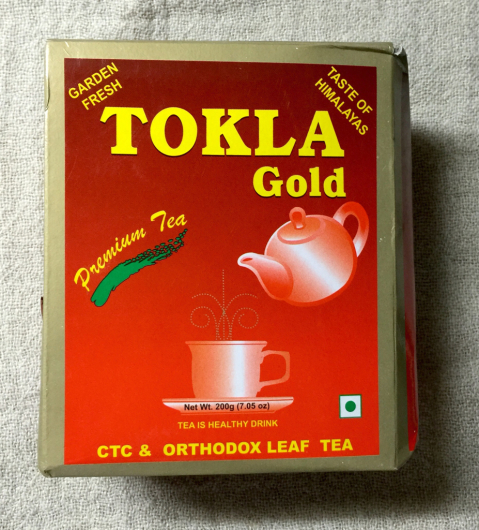 GARDEN
FRESH
TASTE OF
HIMALAYAS
TOKLA
Gold
Premium Tea
Net Wt. 200g (7.05 oz)
TEA IS HEALTHY DRINK
CTC & ORTHODOX LEAF TEA